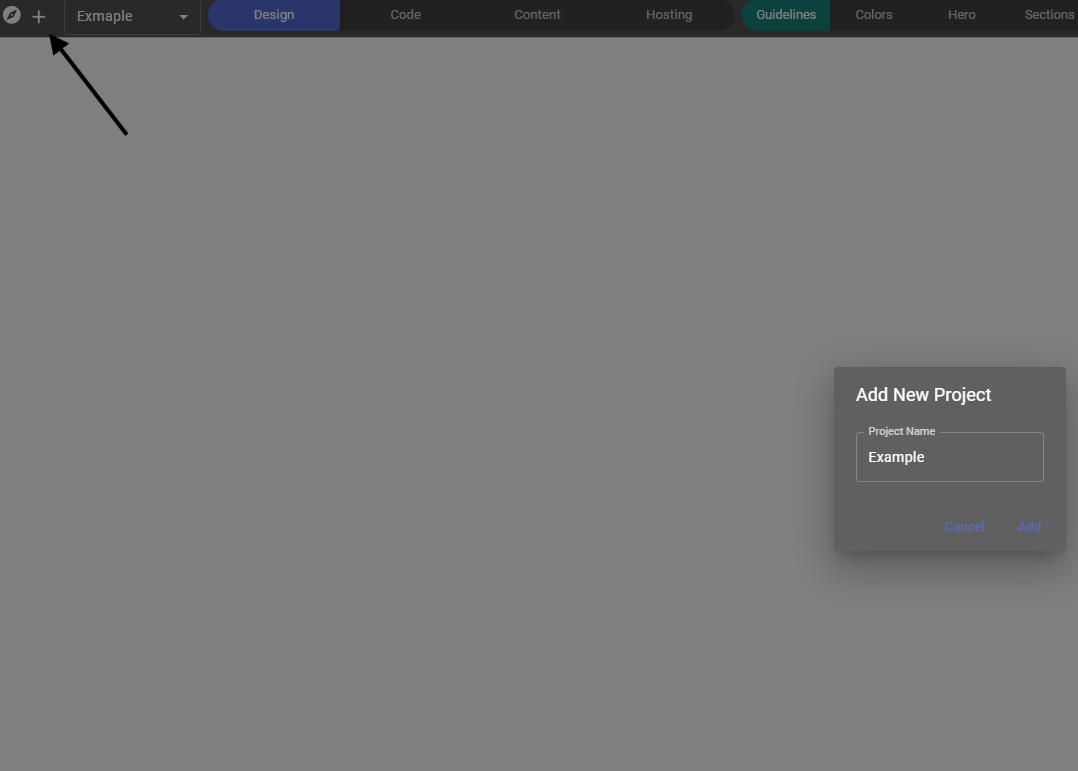 Exmaple
Design
Code
Content
Hosting
Guidelines
Colors
Hero
Sections
Add New Project
Project Name
Example
Cancel
Add